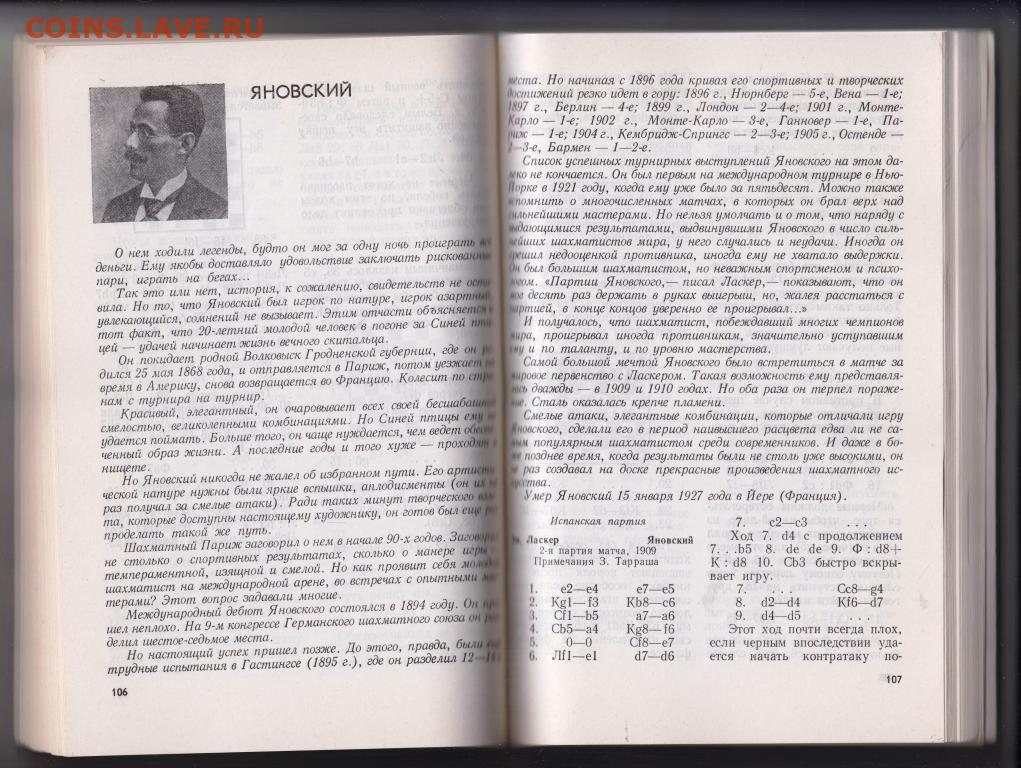 COINS.LAVE.RU
ЯНОВСКИЙ
О нем ходили легенды, будто он мог за одну ночь проиграть
деньги. Ему якобы доставляло удовольствие заключать рискованные
пари, играть на бегах...
Так это или нет, история, к сожалению, свидетельств не
вила. Но то, что Яновский был игрок по натуре, игрок азартный,
увлекающийся, сомнений не вызывает. Этим отчасти объясняется и
тот факт, что 20-летний молодой человек в погоне за Синей
цей — удачей начинает жизнь вечного скитальца.
Он покидает родной Волковыск Гродненской губернии, где он
дился 25 мая 1868 года, и отправляется в Париж, потом уезжает на
время в Америку, снова возвращается во Францию. Колесит по
нам с турнира на турнир.
Красивый, элегантный, он очаровывает всех своей бесшабашной
смелостью, великолепными комбинациями. Но Синей птицы ему не
удается поймать. Больше того, он чаще нуждается, чем ведет
ченный образ жизни. А последние годы и того хуже — проходят в
нищете.
Но Яновский никогда не жалел об избранном пути. Его
ческой натуре нужны были яркие вспышки, аплодисменты (он их не
раз получал за смелые атаки). Ради таких минут творческого
та, которые доступны настоящему художнику, он готов был еще раз
проделать такой же путь.
Шахматный Париж заговорил о нем в начале 90-х годов.
не столько о спортивных результатах, сколько о манере игры —
темпераментной, изящной и смелой. Но как проявит себя молодой
шахматист на международной арене, во встречах с опытными
терами? Этот вопрос задавали многие.
Международный дебют Яновского состоялся в 1894 году. Он
шел неплохо. На 9-м конгрессе Германского шахматного союза он
делил шестое-седьмое места.
Но настоящий успех пришел позже. До этого, правда, были еще
трудные испытания в Гастингсе (1895 г.), где он разделил
106
места. Но начиная с 1896 года кривая его спортивных и творческих
достижений резко идет в гору: 1896 г., Нюрнберг — 5-е, Вена — 1-е;
1897 г., Берлин — 4-е; 1899 г., Лондон — 2—4-е; 1901 г., Монте-
Карло — 1-е; 1902 г., Монте-Карло — 3-е, Ганновер — 1-е, Па-
риж — 1-е; 1904 г., Кембридж-Спрингс — 2—3-е; 1905 г., Остенде —
—3-е, Бармен — 1—2-е.
Список успешных турнирных выступлений Яновского на этом да-
леко не кончается. Он был первым на международном турнире в Нью-
Йорке в 1921 году, когда ему уже было за пятьдесят. Можно также
вспомнить о многочисленных матчах, в которых он брал верх над
сильнейшими мастерами. Но нельзя умолчать и о том, что наряду с
выдающимися результатами, выдвинувшими Яновского в число силь-
нейших шахматистов мира, у него случались и неудачи. Иногда он
грешил недооценкой противника, иногда ему не хватало выдержки.
Он был большим шахматистом, но неважным спортсменом и психо-
логом. «Партии Яновского,— писал Ласкер,— показывают, что он
мог десять раз держать в руках выигрыш, но, жалея расстаться с
партией, в конце концов уверенно ее проигрывал...»
И получалось, что шахматист, побеждавший многих чемпионов
мира, проигрывал иногда противникам, значительно уступавшим
ему и по таланту, и по уровню мастерства.
Самой большой мечтой Яновского было встретиться в матче за
мировое первенство с Ласкером. Такая возможность ему представля-
лась дважды — в 1909 и 1910 годах. Но оба раза он терпел пораже-
ние. Сталь оказалась крепче пламени.
Смелые атаки, элегантные комбинации, которые отличали игру
Яновского, сделали его в период наивысшего расцвета едва ли не са-
мым популярным шахматистом среди современников. И даже в бо-
лее позднее время, когда результаты были не столь уже высокими, он
не раз создавал на доске прекрасные произведения шахматного ис-
кусства.
Умер Яновский 15 января 1927 года в Йере (Франция).
Испанская партия
Ласкер Яновский
2-я партия матча, 1909
Примечания З. Тарраша
1. e2—e4 e7—e5
2. Kg1—f3 Kb8—c6
3. Cf1—b5 a7—a6
4. Cb5—a4 Kg8—f6
5. 0—0 Cf8—e7
6. Лf1—e1 d7—d6
7. c2—c3 . . .
Ход 7. d4 с продолжением
7. . .b5 8. de de 9. Ф : d8+
К : d8 10. Cb3 быстро вскры-
вает игру.
7. . . . Cc8—g4
8. d2—d4 Kf6—d7
9. d4—d5 . . .
Этот ход почти всегда плох,
если черным впоследствии уда-
ется начать контратаку по-
107